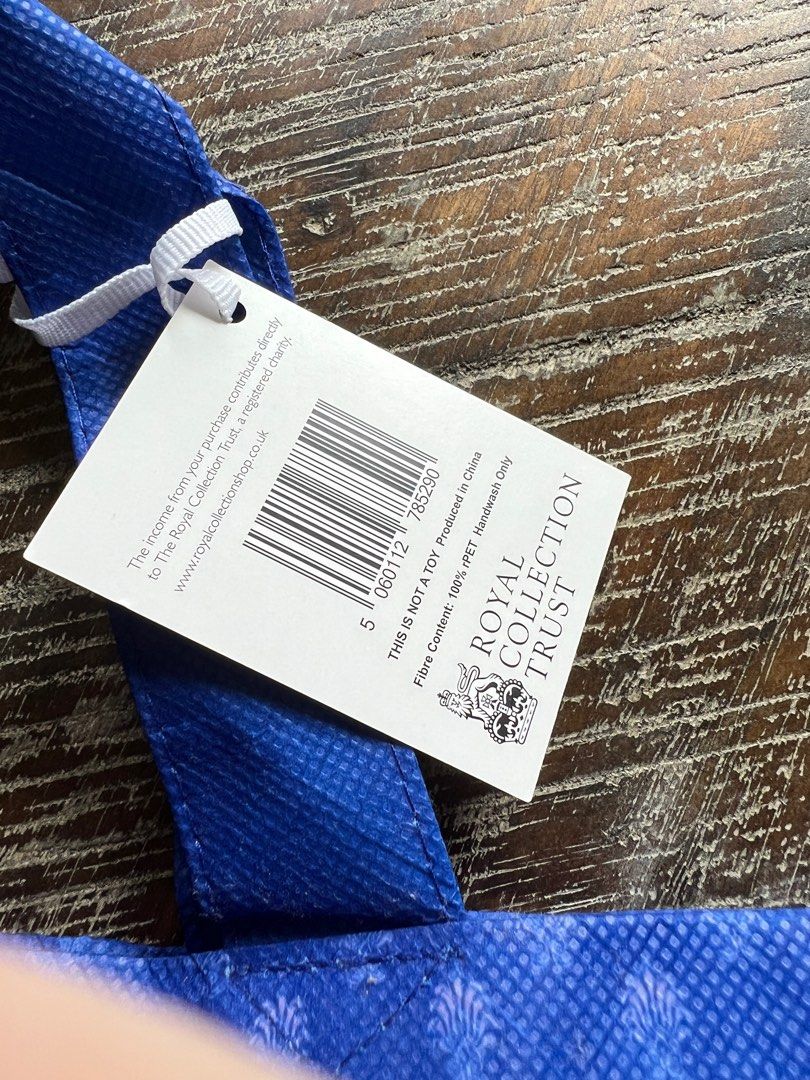 The income from your purchase contributes directly
to The Royal Collection Trust, a registered charity.
www.royalcollectionshop.co.uk
5 060112 785290
THIS IS NOT A TOY Produced in China
Fibre Content: 100% rPET Handwash Only
ROYAL
COLLECTION
TRUST